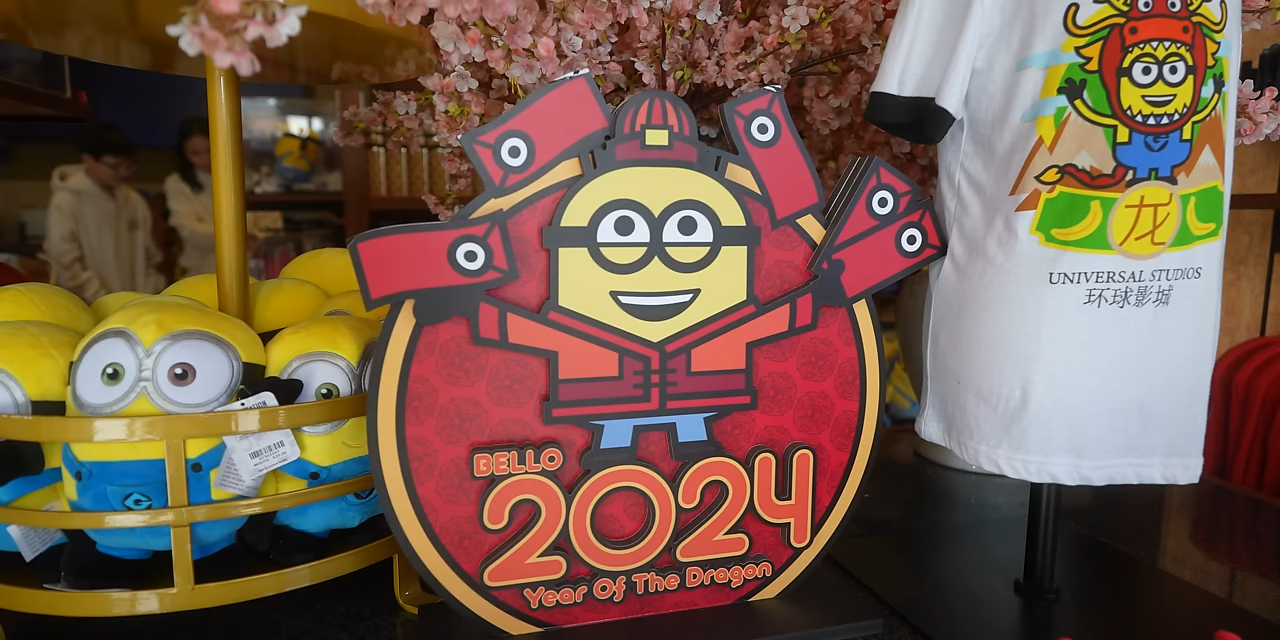 BELLO
2024
Year Of The Dragon
龙
UNIVERSAL STUDIOS
环球影城